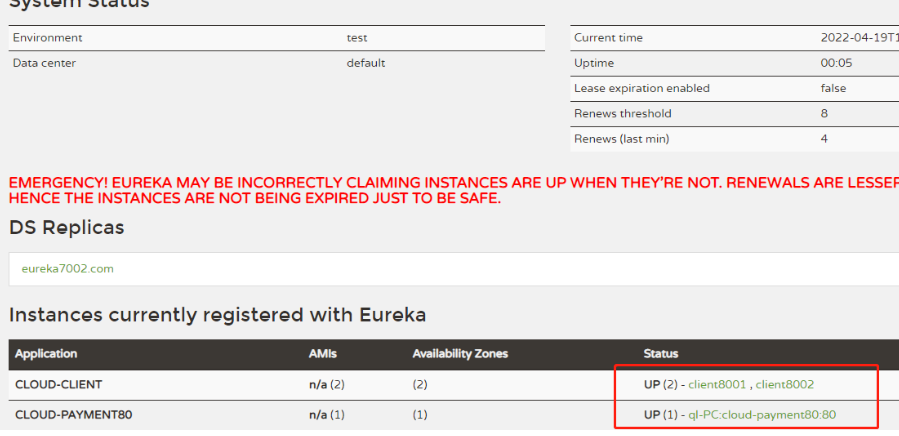 System Status
Environment test
Data center default
Current time 2022-04-19T1
Uptime 00:05
Lease expiration enabled false
Renews threshold 8
Renews (last min) 4
EMERGENCY! EUREKA MAY BE INCORRECTLY CLAIMING INSTANCES ARE UP WHEN THEY'RE NOT. RENEWALS ARE LESSER
HENCE THE INSTANCES ARE NOT BEING EXPIRED JUST TO BE SAFE.
DS Replicas
eureka7002.com
Instances currently registered with Eureka
Application AMIs Availability Zones Status
CLOUD-CLIENT n/a (2) (2) UP (2) - client8001 , client8002
CLOUD-PAYMENT80 n/a (1) (1) UP (1) - ql-PC:cloud-payment80:80